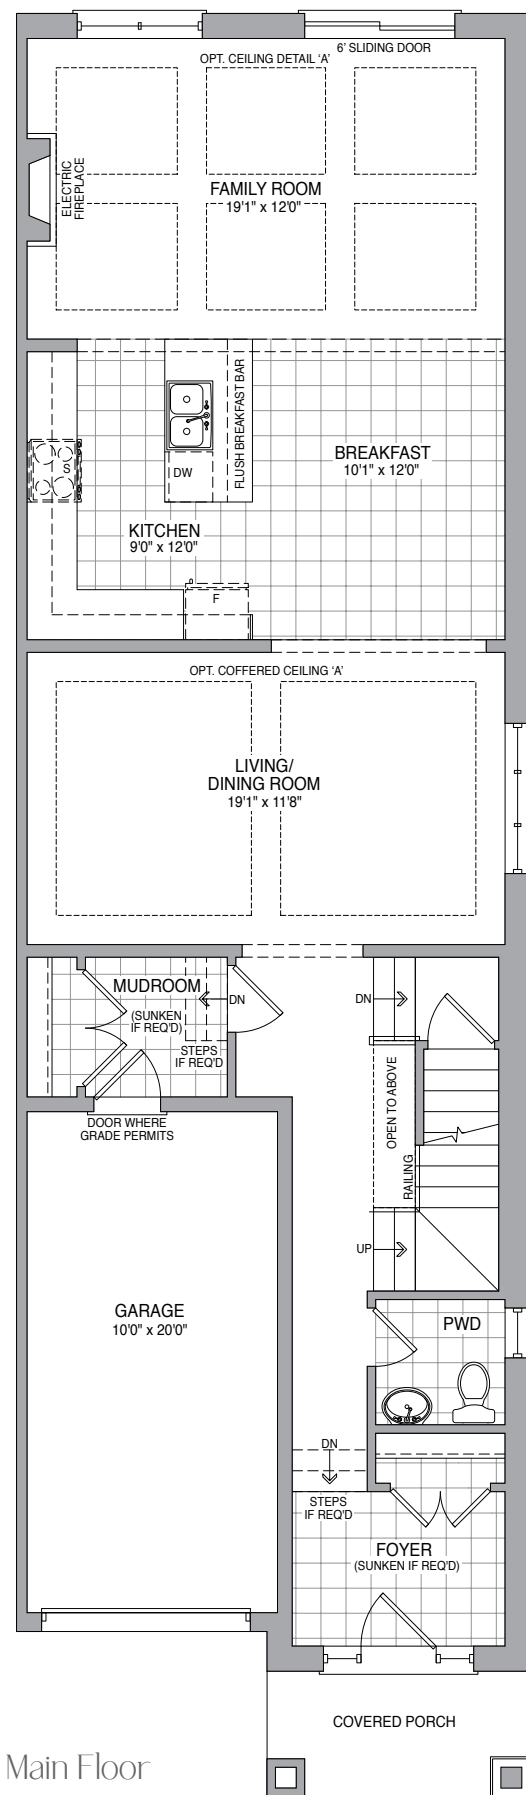 6' SLIDING DOOR
OPT. CEILING DETAIL 'A'
ELECTRIC
FIREPLACE
FAMILY ROOM
19'1" x 12'0"
FLUSH BREAKFAST BAR
BREAKFAST
10'1" x 12'0"
S
DW
KITCHEN
9'0" x 12'0"
F
OPT. COFFERED CEILING 'A'
LIVING/
DINING ROOM
19'1" x 11'8"
MUDROOM
(SUNKEN
IF REQ'D)
DN
STEPS
IF REQ'D
DN
DOOR WHERE
GRADE PERMITS
OPEN TO ABOVE
RAILING
UP
GARAGE
10'0" x 20'0"
PWD
DN
STEPS
IF REQ'D
FOYER
(SUNKEN IF REQ'D)
COVERED PORCH
Main Floor